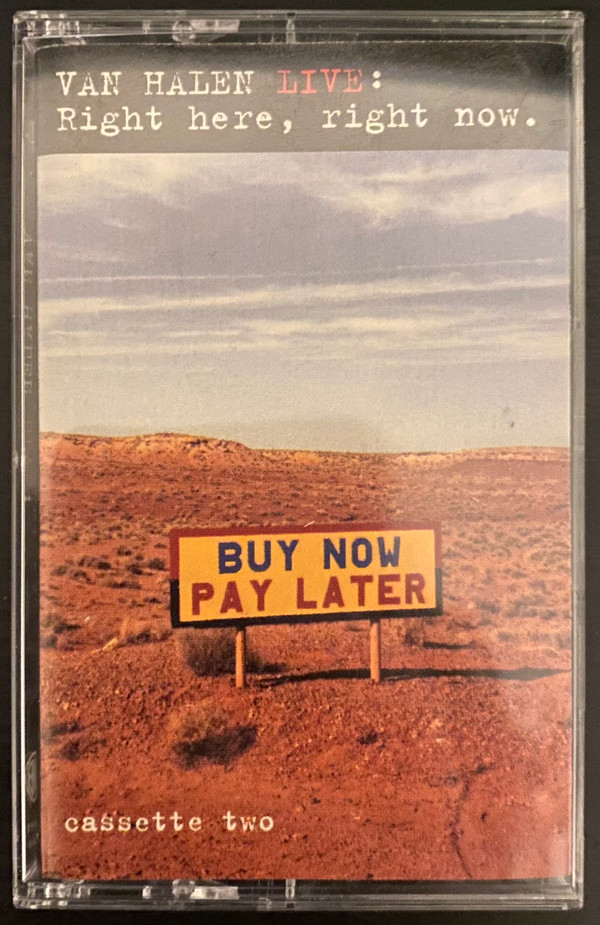 VAN HALEN LIVE:
Right here, right now.
BUY NOW
PAY LATER
cassette two